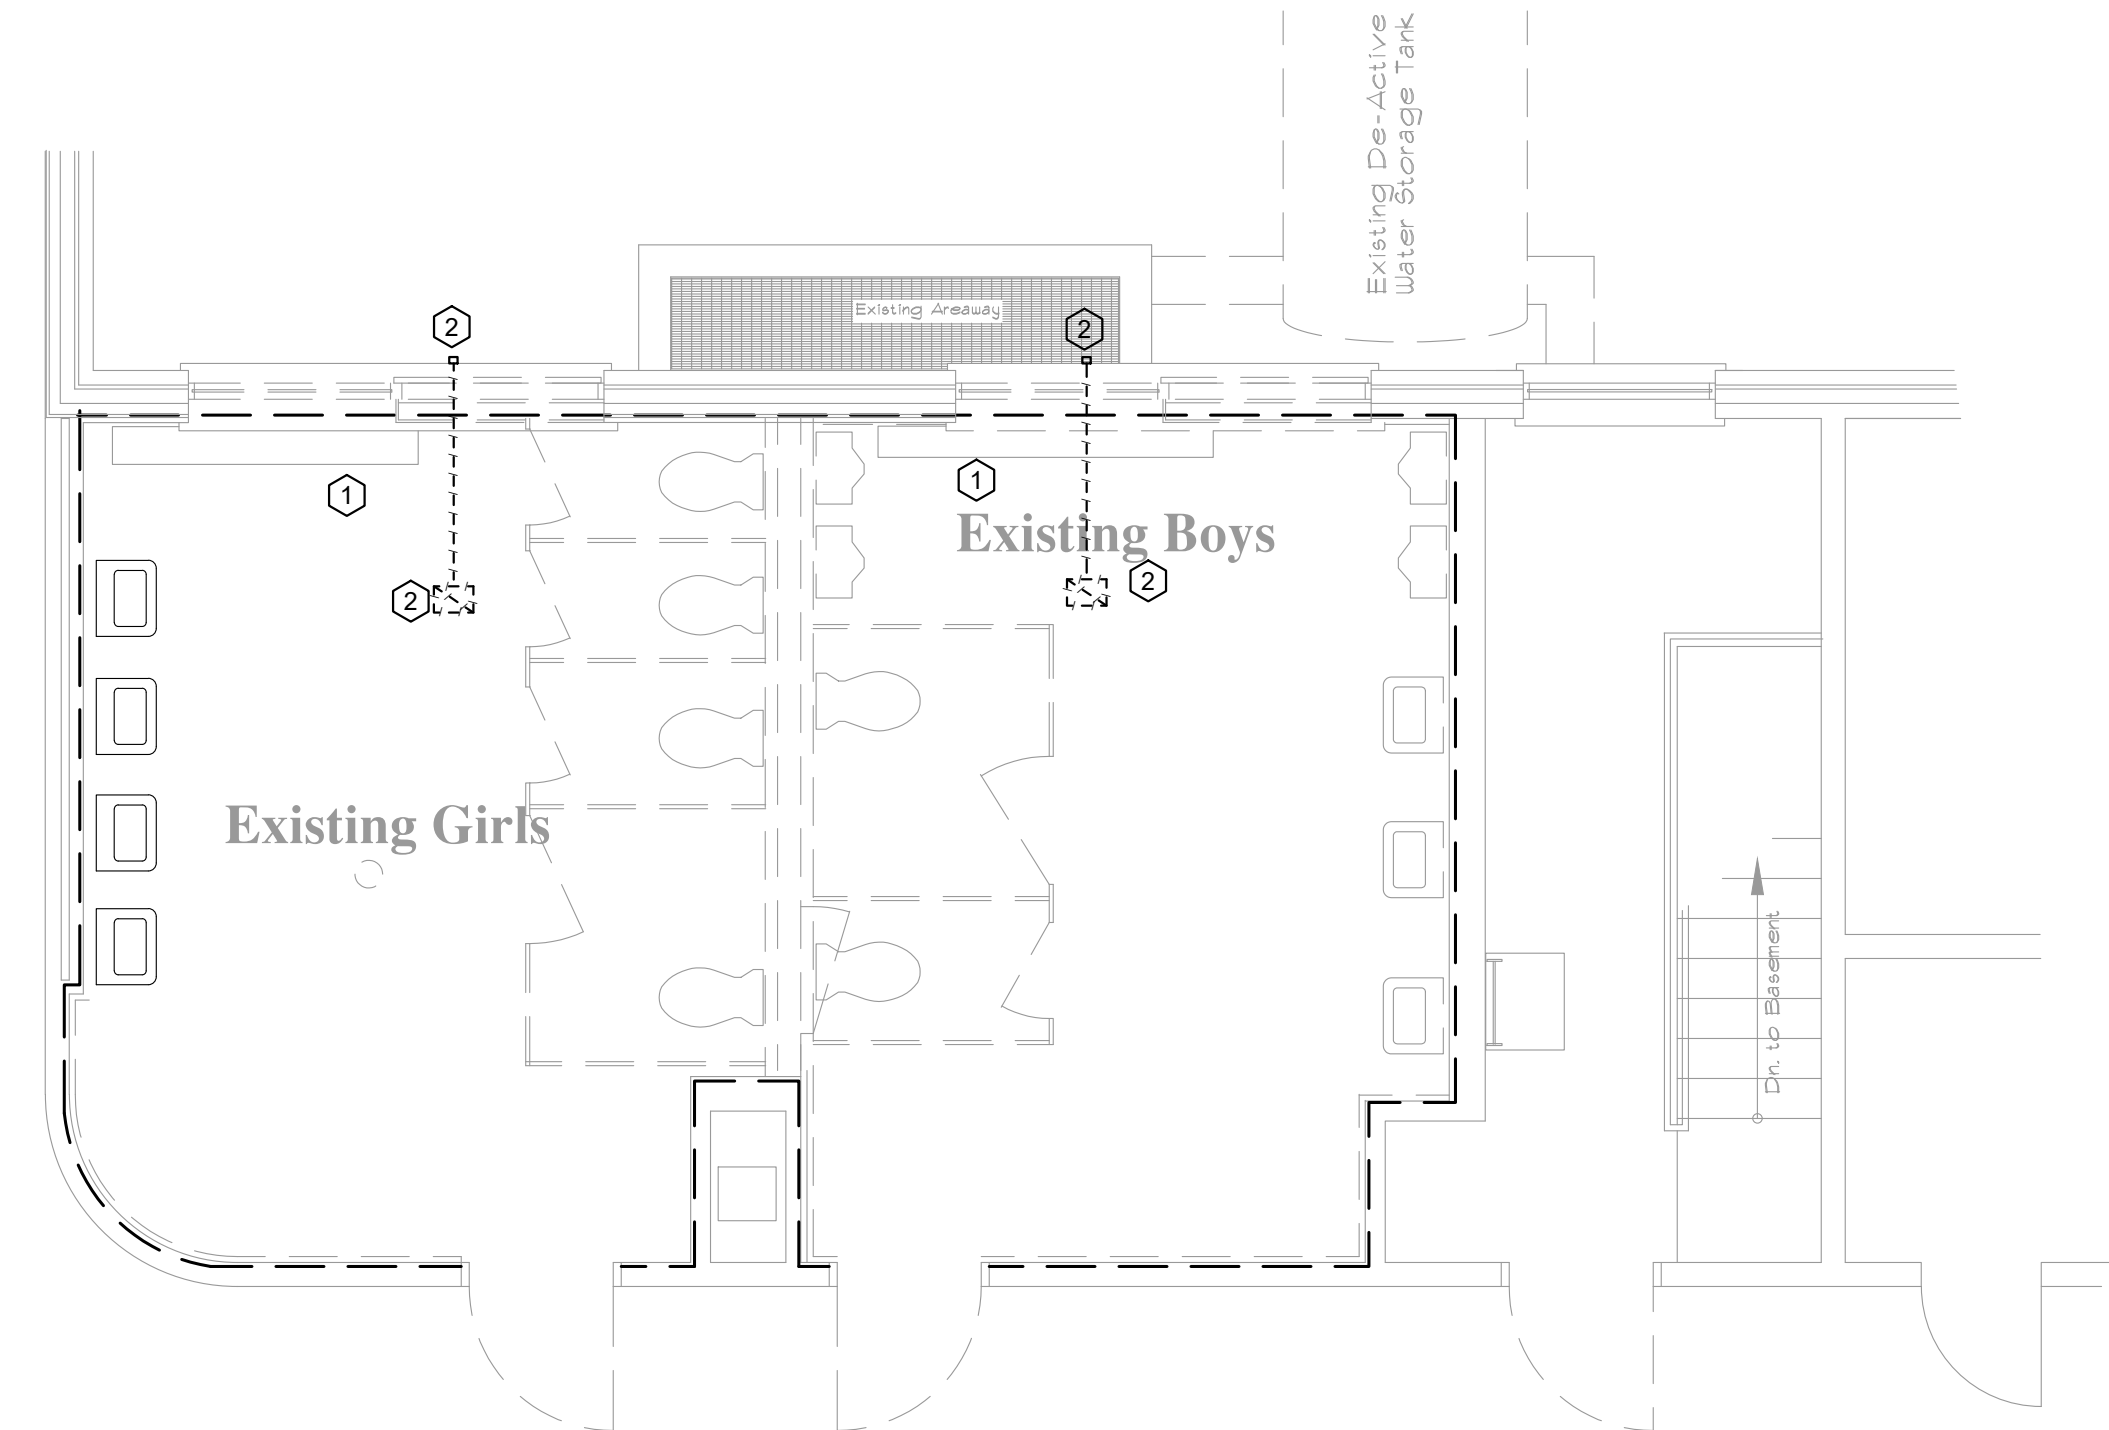 Existing De-Active
Water Storage Tank
Existing Areaway
2
2
1
1
Existing Boys
2
2
Existing Girls
Dn. to Basement